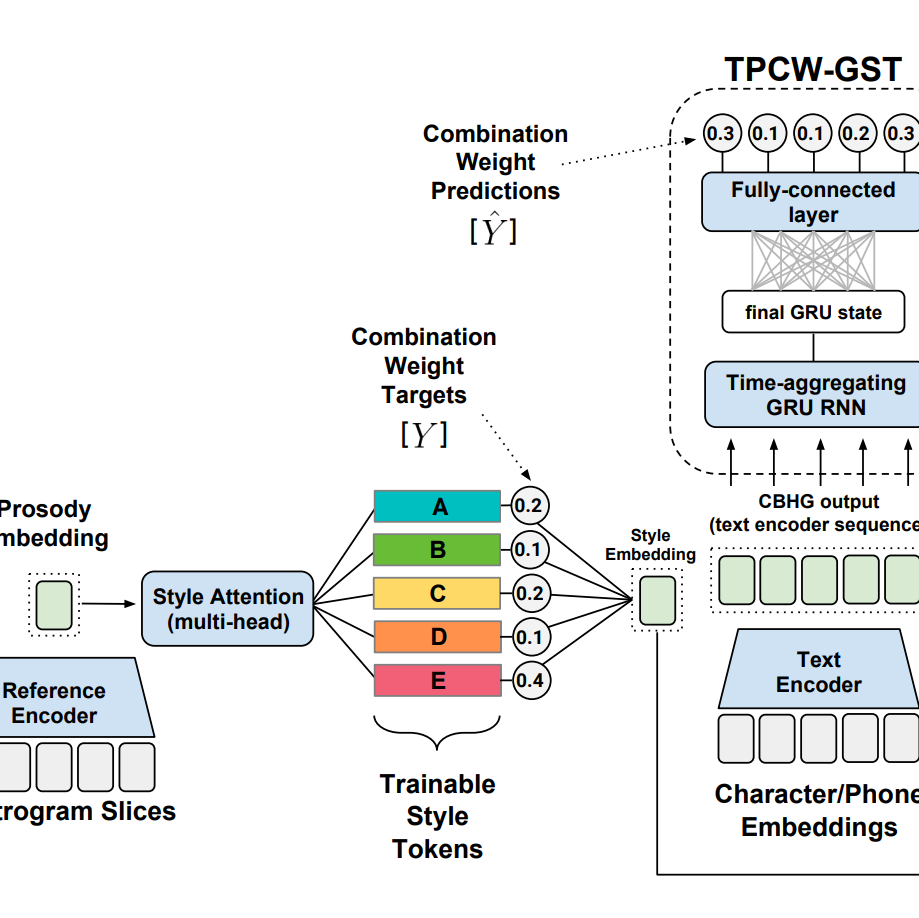 TPCW-GST
Combination
Weight
Predictions
[Ŷ]
0.3 0.1 0.1 0.2 0.3
Fully-connected
layer
final GRU state
Time-aggregating
GRU RNN
Combination
Weight
Targets
[Y]
CBHG output
(text encoder sequence
Prosody
mbedding
Style Attention
(multi-head)
A 0.2
B 0.1
C 0.2
D 0.1
E 0.4
Style
Embedding
Reference
Encoder
trogram Slices
Trainable
Style
Tokens
Text
Encoder
Character/Phone
Embeddings